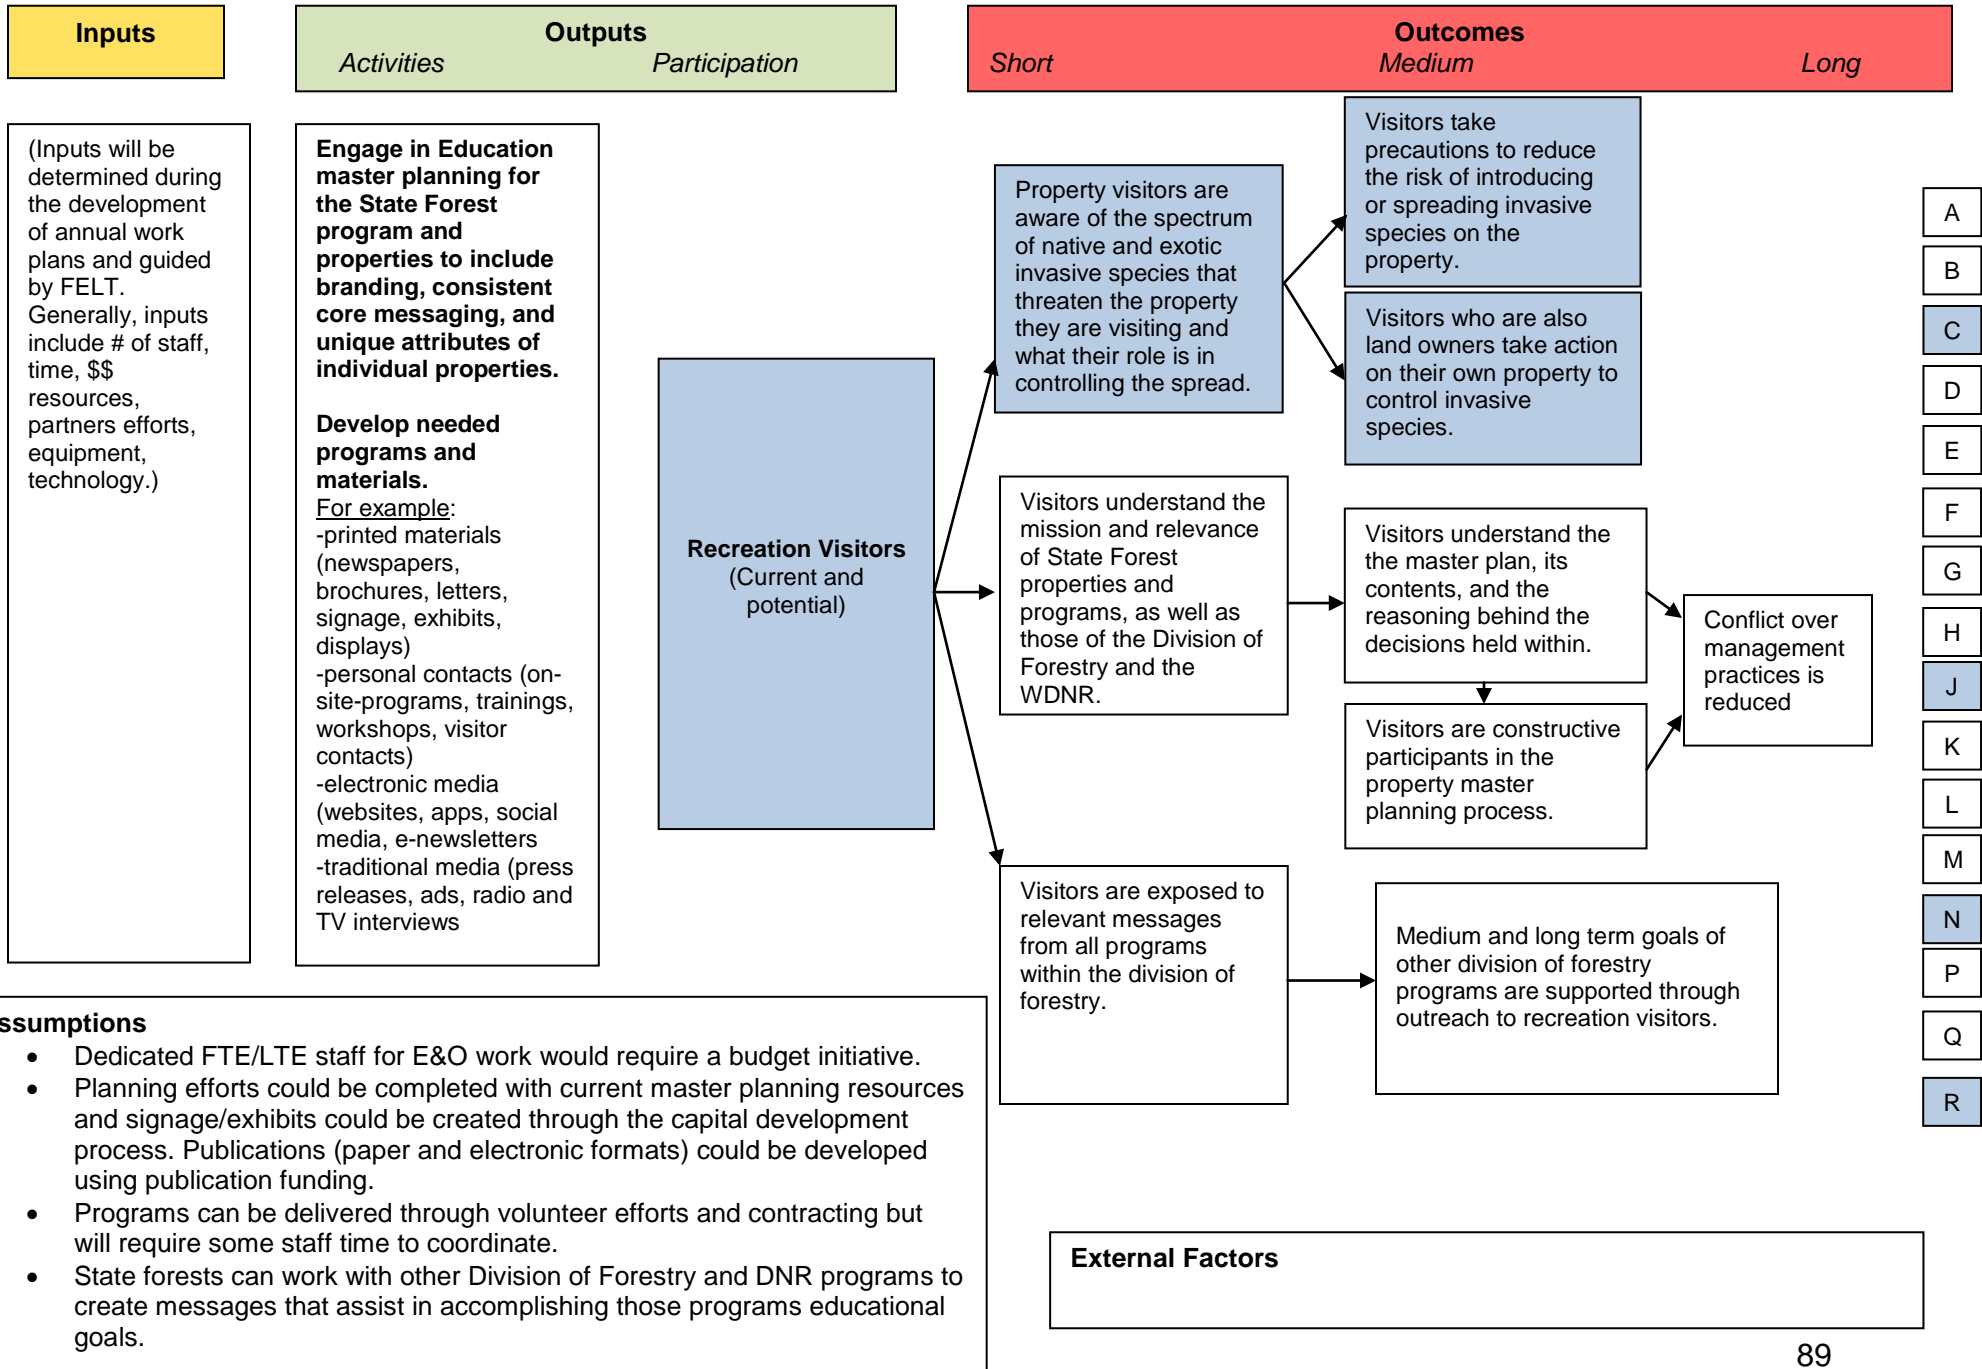 Inputs
Outputs
Activities Participation
Outcomes
Short Medium Long
(Inputs will be
determined during
the development
of annual work
plans and guided
by FELT.
Generally, inputs
include # of staff,
time, $$
resources,
partners efforts,
equipment,
technology.)
Engage in Education
master planning for
the State Forest
program and
properties to include
branding, consistent
core messaging, and
unique attributes of
individual properties.
Develop needed
programs and
materials.
For example:
-printed materials
(newspapers,
brochures, letters,
signage, exhibits,
displays)
-personal contacts (on-
site-programs, trainings,
workshops, visitor
contacts)
-electronic media
(websites, apps, social
media, e-newsletters
-traditional media (press
releases, ads, radio and
TV interviews
Recreation Visitors
(Current and
potential)
Property visitors are
aware of the spectrum
of native and exotic
invasive species that
threaten the property
they are visiting and
what their role is in
controlling the spread.
Visitors take
precautions to reduce
the risk of introducing
or spreading invasive
species on the
property.
Visitors who are also
land owners take action
on their own property to
control invasive
species.
Visitors understand the
mission and relevance
of State Forest
properties and
programs, as well as
those of the Division of
Forestry and the
WDNR.
Visitors understand the
the master plan, its
contents, and the
reasoning behind the
decisions held within.
Visitors are constructive
participants in the
property master
planning process.
Conflict over
management
practices is
reduced
Visitors are exposed to
relevant messages
from all programs
within the division of
forestry.
Medium and long term goals of
other division of forestry
programs are supported through
outreach to recreation visitors.
A
B
C
D
E
F
G
H
J
K
L
M
N
P
Q
R
ssumptions
• Dedicated FTE/LTE staff for E&O work would require a budget initiative.
• Planning efforts could be completed with current master planning resources
and signage/exhibits could be created through the capital development
process. Publications (paper and electronic formats) could be developed
using publication funding.
• Programs can be delivered through volunteer efforts and contracting but
will require some staff time to coordinate.
• State forests can work with other Division of Forestry and DNR programs to
create messages that assist in accomplishing those programs educational
goals.
External Factors
89